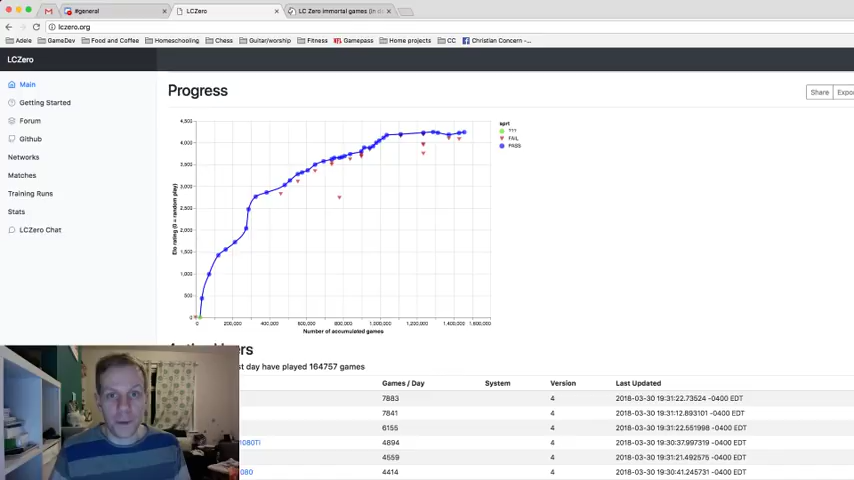 #general
LCZero
LC Zero immortal games (in d
lczero.org
Adele GameDev Food and Coffee Homeschooling Chess Guitar/worship Fitness Gamepass Home projects CC Christian Concern –...
LCZero
Main
Getting Started
Forum
Github
Networks
Matches
Training Runs
Stats
LCZero Chat
Progress
Share
Expor
4,500
4,000
3,500
3,000
2,500
2,000
1,500
1,000
500
0
Elo rating (0 = random play)
0 200,000 400,000 600,000 800,000 1,000,000 1,200,000 1,400,000 1,600,000
Number of accumulated games
sprt
???
FAIL
PASS
st day have played 164757 games
Games / Day System Version Last Updated
7883 4 2018-03-30 19:31:22.73524 -0400 EDT
7841 4 2018-03-30 19:31:12.893101 -0400 EDT
6155 4 2018-03-30 19:31:22.551998 -0400 EDT
1080Ti 4894 4 2018-03-30 19:30:37.997319 -0400 EDT
4559 4 2018-03-30 19:31:21.492575 -0400 EDT
080 4414 4 2018-03-30 19:30:41.245731 -0400 EDT